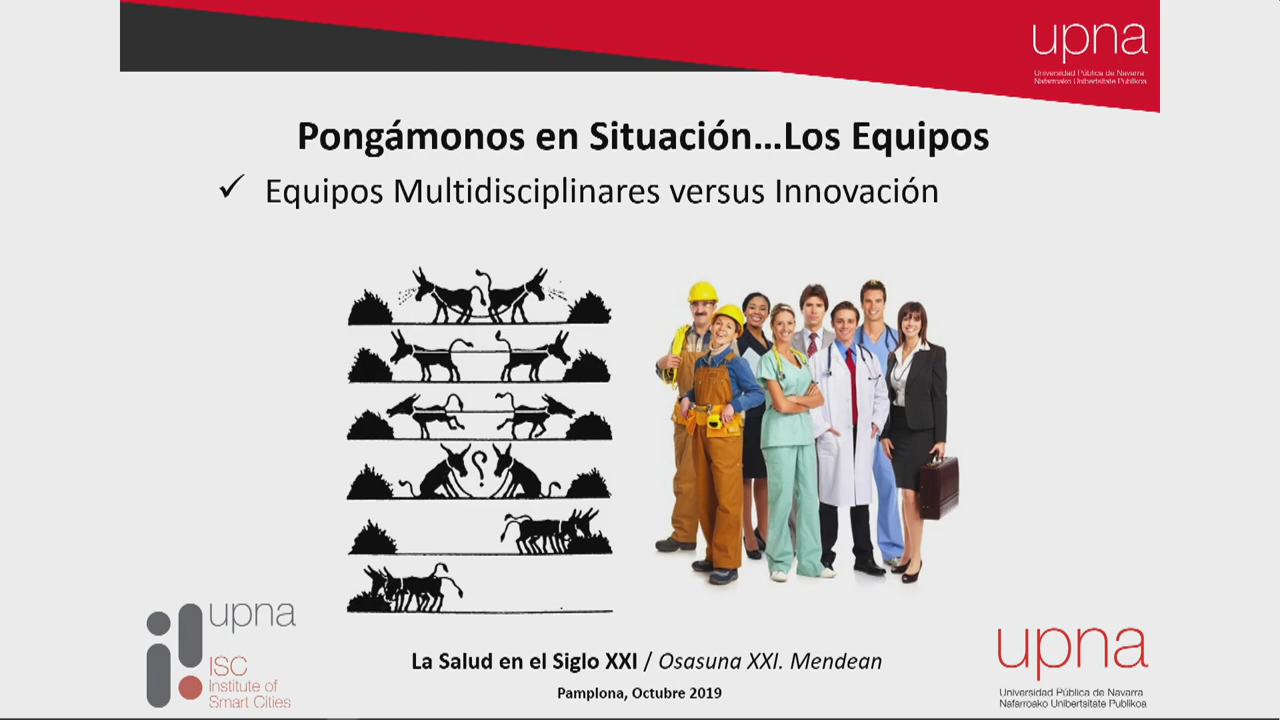 upna
Universidad Pública de Navarra
Nafarroako Unibertsitate Publikoa
Pongámonos en Situación...Los Equipos
✓ Equipos Multidisciplinares versus Innovación
?
upna
ISC
Institute of
Smart Cities
La Salud en el Siglo XXI / Osasuna XXI. Mendean
Pamplona, Octubre 2019
upna
Universidad Pública de Navarra
Nafarroako Unibertsitate Publikoa